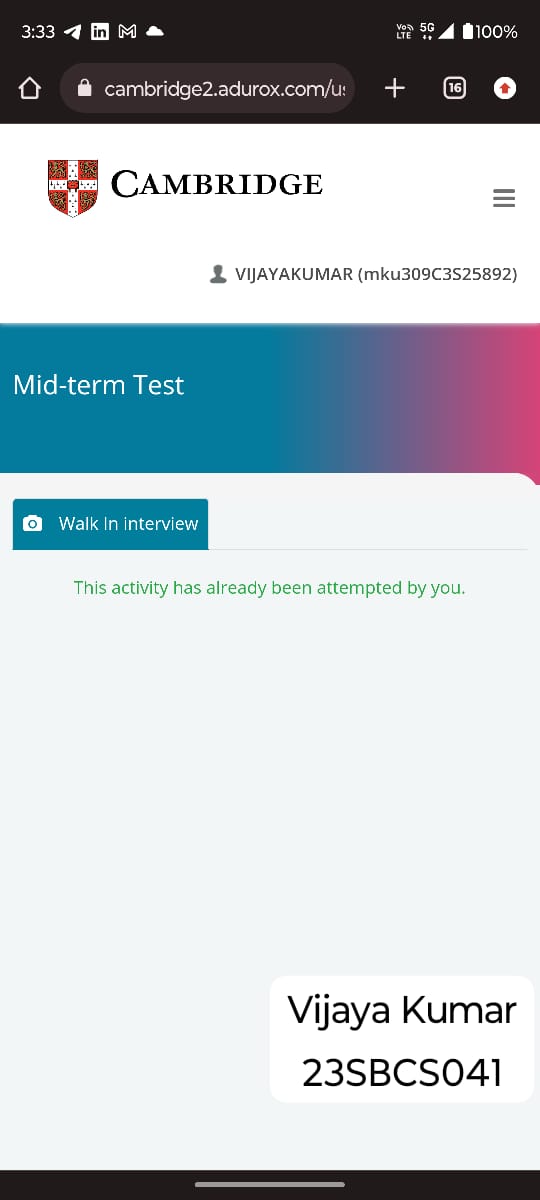 3:33
Vo))
LTE
5G
100%
cambridge2.adurox.com/us
16
CAMBRIDGE
VIJAYAKUMAR (mku309C3S25892)
Mid-term Test
Walk In interview
This activity has already been attempted by you.
Vijaya Kumar
23SBCS041